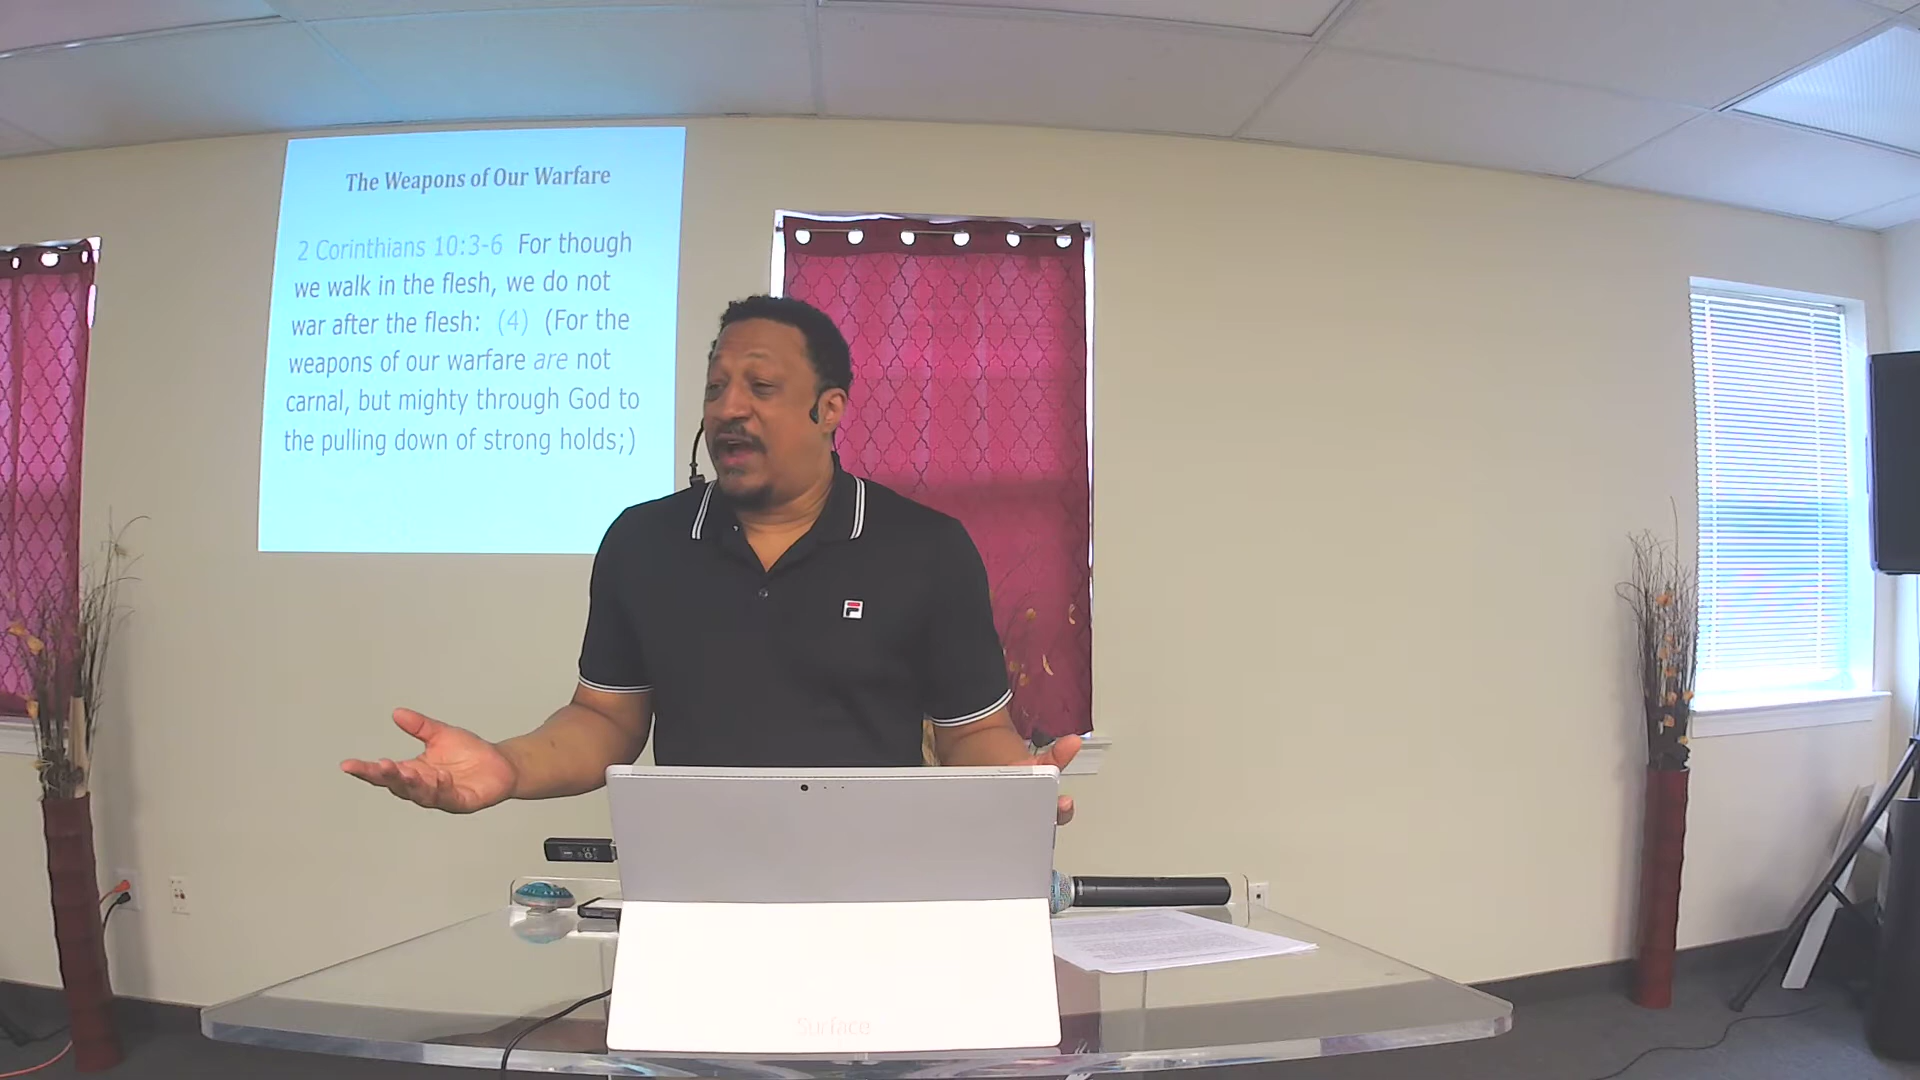 The Weapons of Our Warfare
2 Corinthians 10:3-6 For though
we walk in the flesh, we do not
war after the flesh: (4) (For the
weapons of our warfare are not
carnal, but mighty through God to
the pulling down of strong holds;)
Surface